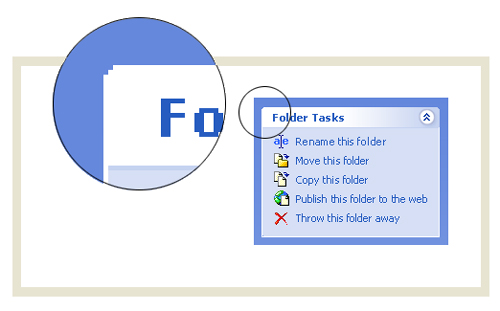 Fo
Folder Tasks
Rename this folder
Move this folder
Copy this folder
Publish this folder to the web
Throw this folder away